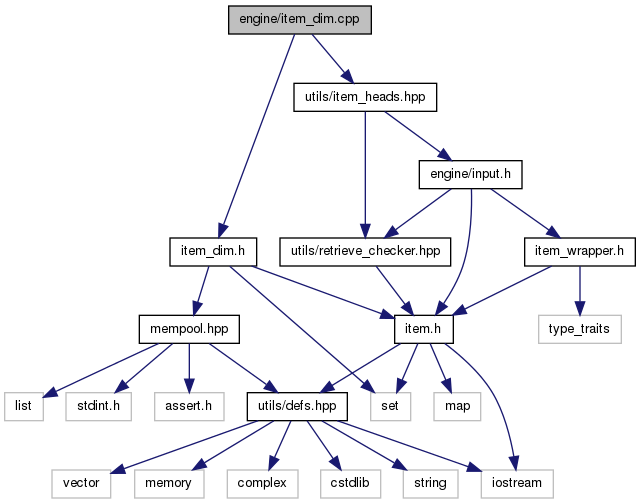 engine/item_dim.cpp
utils/item_heads.hpp
engine/input.h
item_dim.h
utils/retrieve_checker.hpp
item_wrapper.h
mempool.hpp
item.h
type_traits
list
stdint.h
assert.h
utils/defs.hpp
set
map
vector
memory
complex
cstdlib
string
iostream